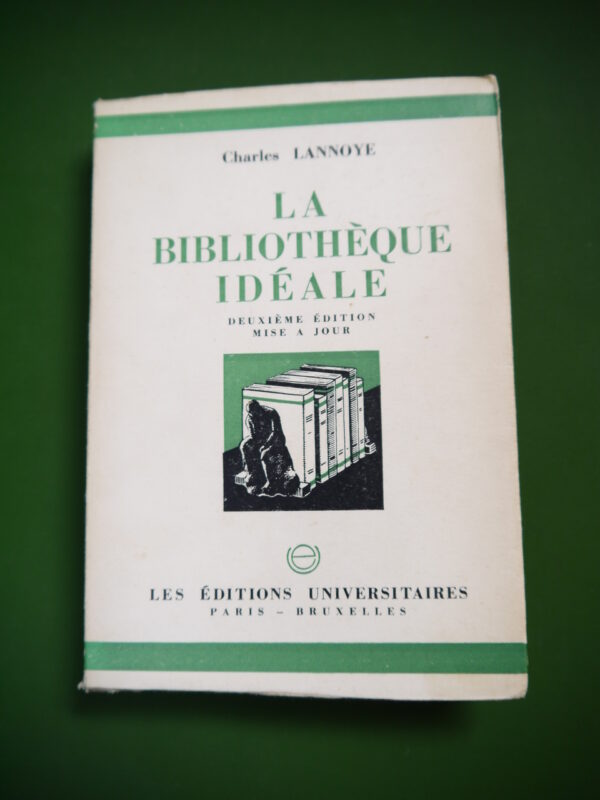 Charles LANNOYE
LA
BIBLIOTHÈQUE
IDÉALE
DEUXIÈME ÉDITION
MISE A JOUR
LES ÉDITIONS UNIVERSITAIRES
PARIS – BRUXELLES